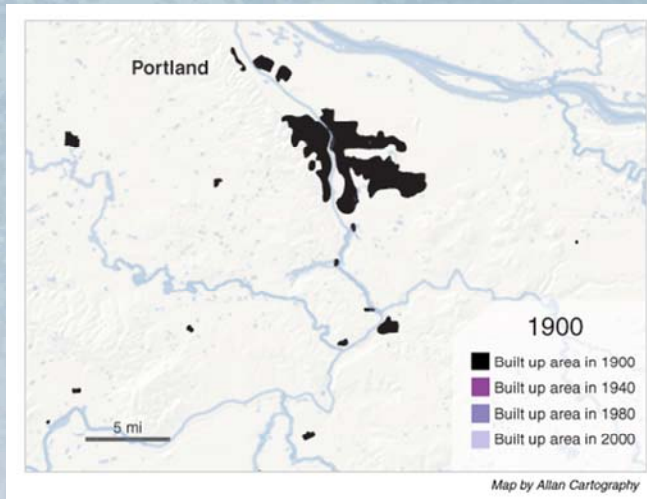 Portland
1900
Built up area in 1900
Built up area in 1940
Built up area in 1980
Built up area in 2000
5 mi
Map by Allan Cartography